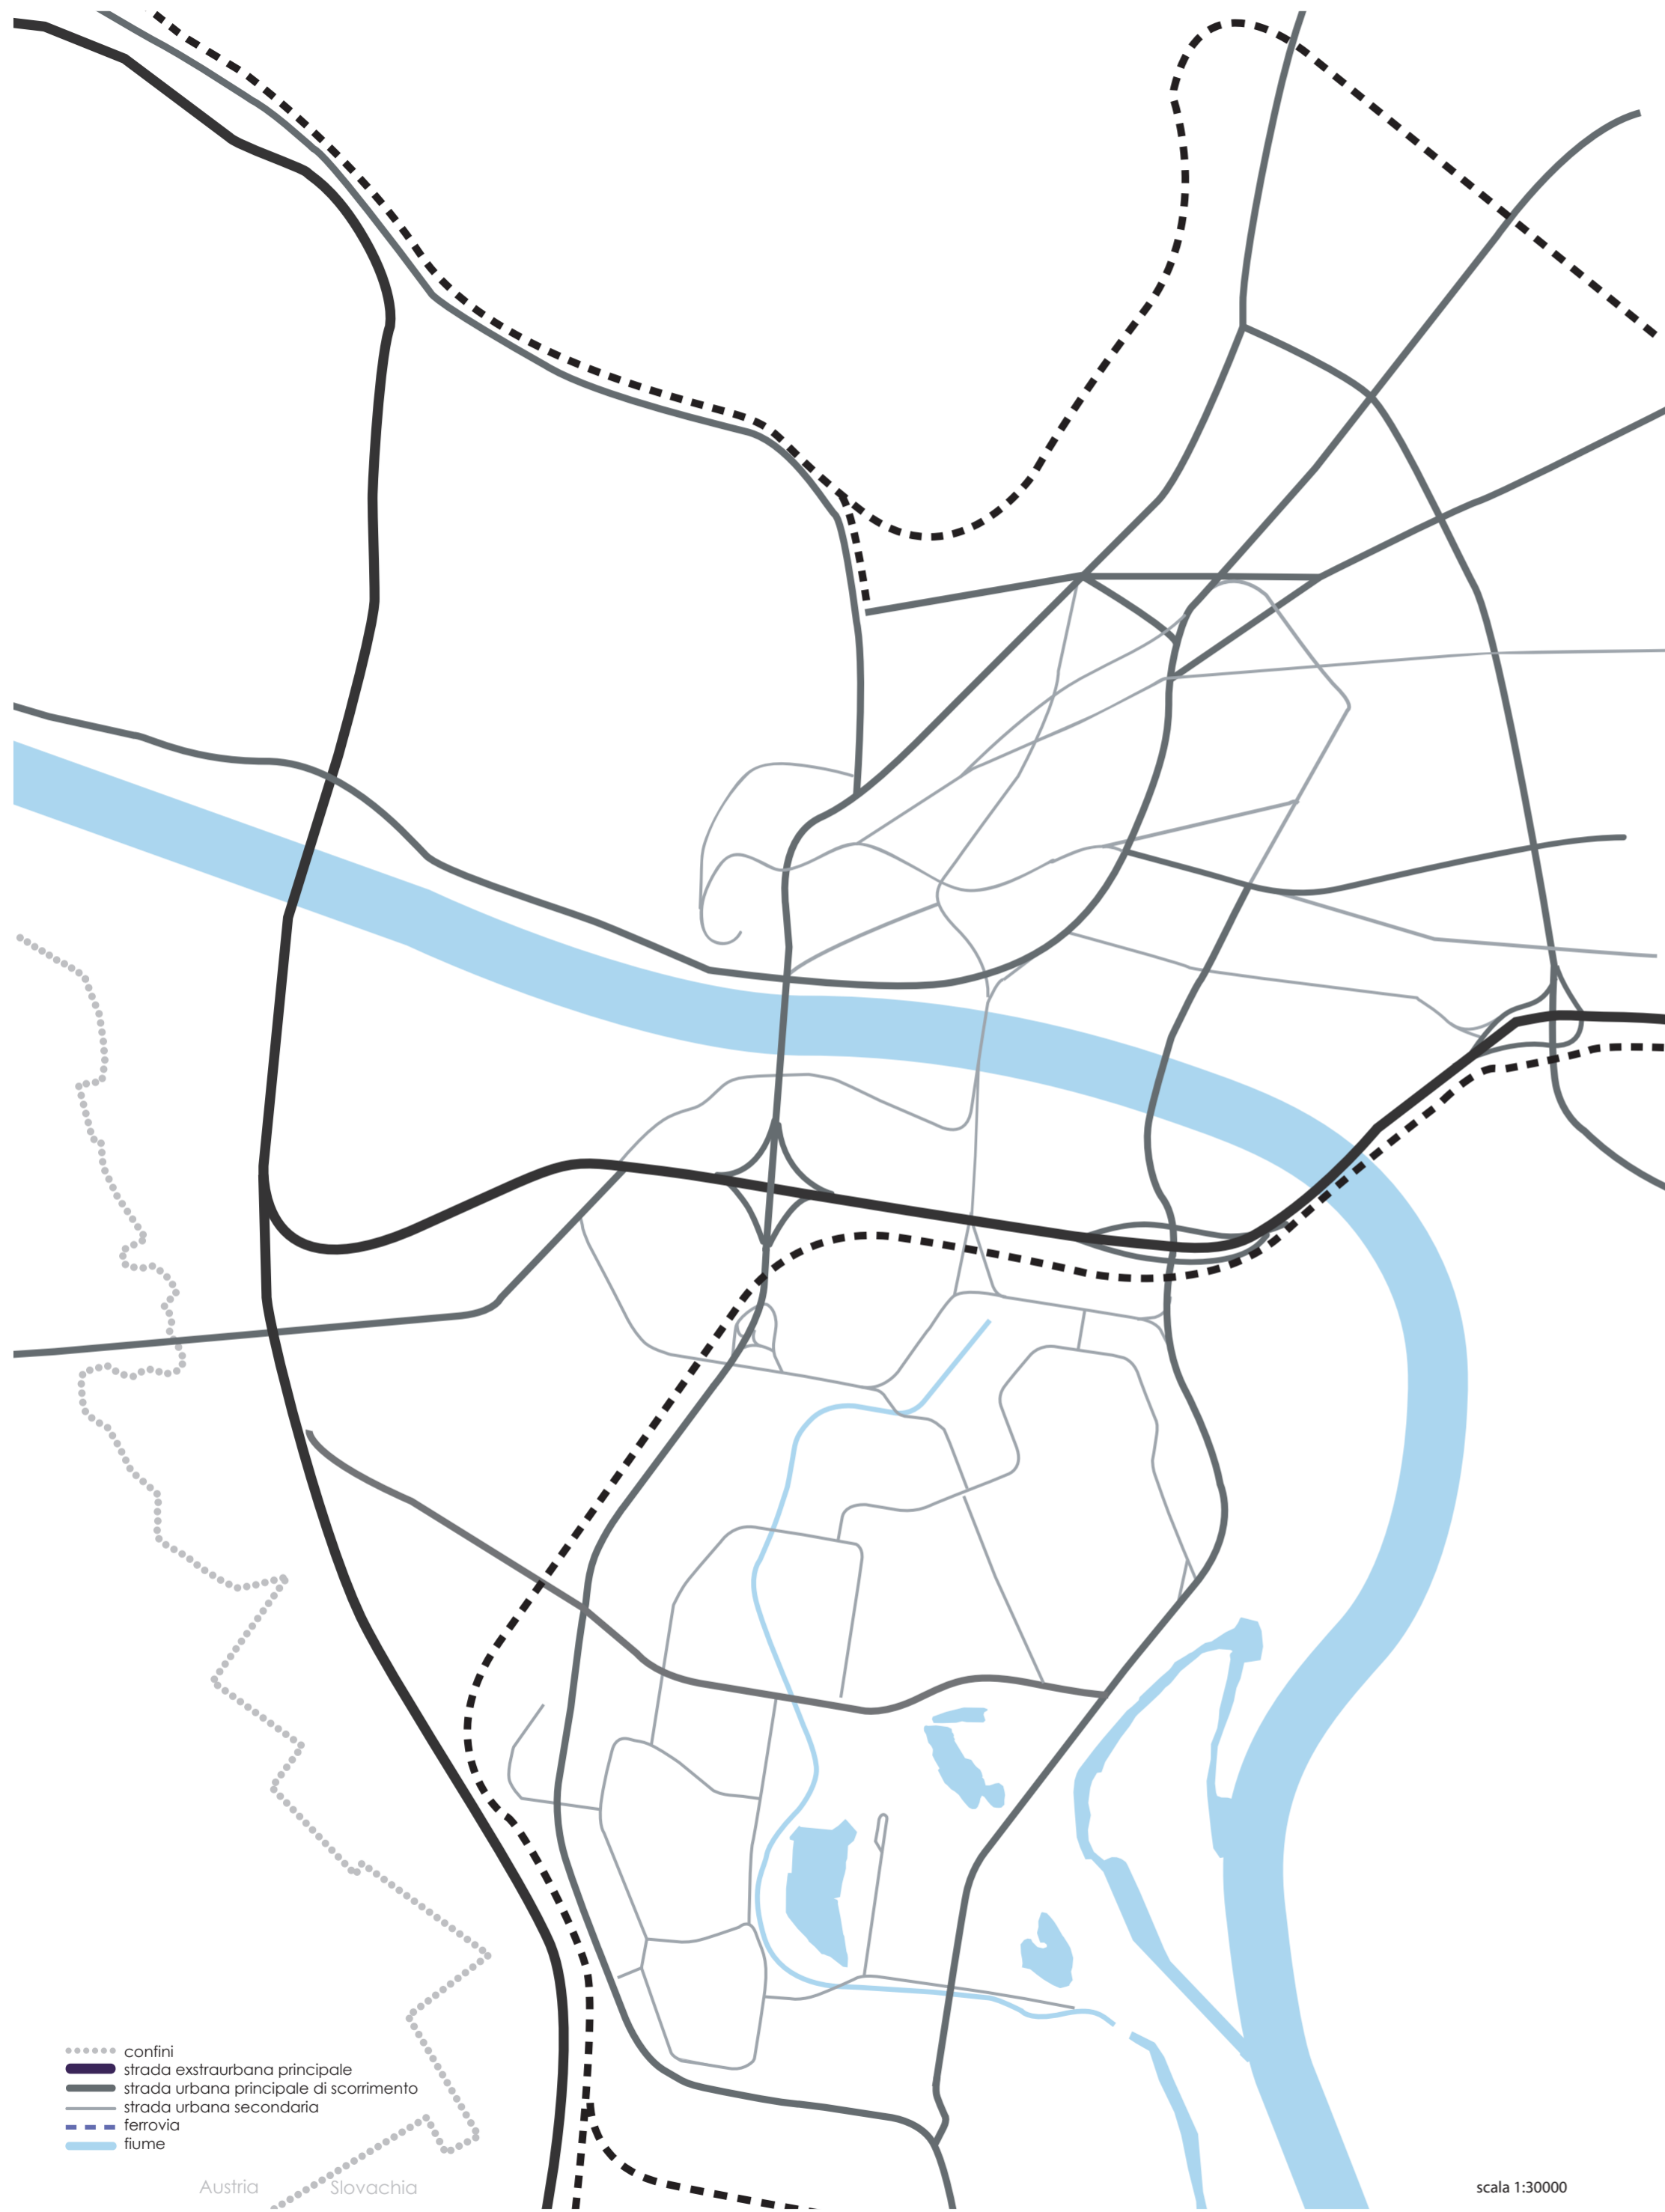 confini
strada exstraurbana principale
strada urbana principale di scorrimento
strada urbana secondaria
ferrovia
fiume
Austria
Slovachia
scala 1:30000